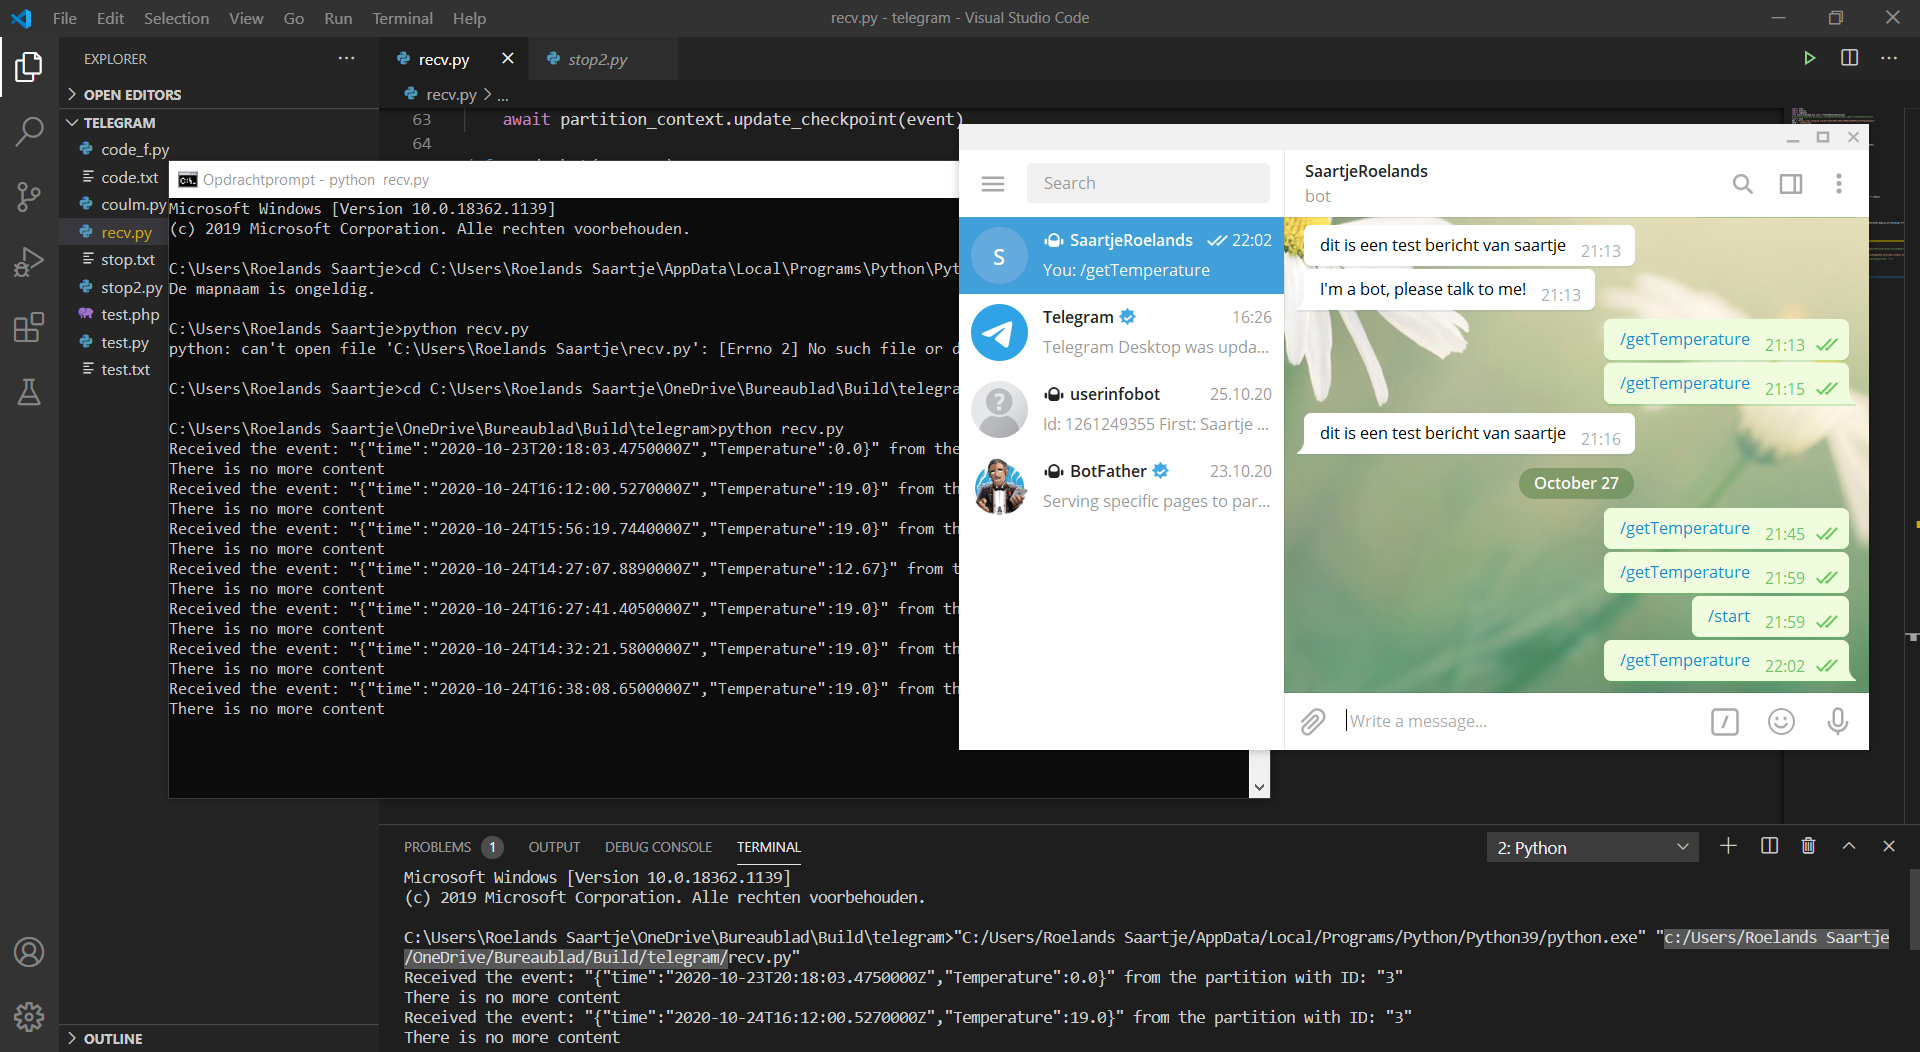 File Edit Selection View Go Run Terminal Help
recv.py - telegram - Visual Studio Code
EXPLORER
OPEN EDITORS
TELEGRAM
code_f.py
code.txt
coulm.py
recv.py
stop.txt
stop2.py
test.php
test.py
test.txt
OUTLINE
recv.py
stop2.py
recv.py > ...
63 await partition_context.update_checkpoint(event)
64
Opdrachtprompt - python recv.py
Microsoft Windows [Version 10.0.18362.1139]
(c) 2019 Microsoft Corporation. Alle rechten voorbehouden.
C:\Users\Roelands Saartje>cd C:\Users\Roelands Saartje\AppData\Local\Programs\Python\Pyt
De mapnaam is ongeldig.
C:\Users\Roelands Saartje>python recv.py
python: can't open file 'C:\Users\Roelands Saartje\recv.py': [Errno 2] No such file or d
C:\Users\Roelands Saartje>cd C:\Users\Roelands Saartje\OneDrive\Bureaublad\Build\telegra
C:\Users\Roelands Saartje\OneDrive\Bureaublad\Build\telegram>python recv.py
Received the event: "{"time":"2020-10-23T20:18:03.4750000Z","Temperature":0.0}" from the
There is no more content
Received the event: "{"time":"2020-10-24T16:12:00.5270000Z","Temperature":19.0}" from th
There is no more content
Received the event: "{"time":"2020-10-24T15:56:19.7440000Z","Temperature":19.0}" from th
There is no more content
Received the event: "{"time":"2020-10-24T14:27:07.8890000Z","Temperature":12.67}" from t
There is no more content
Received the event: "{"time":"2020-10-24T16:27:41.4050000Z","Temperature":19.0}" from th
There is no more content
Received the event: "{"time":"2020-10-24T14:32:21.5800000Z","Temperature":19.0}" from th
There is no more content
Received the event: "{"time":"2020-10-24T16:38:08.6500000Z","Temperature":19.0}" from th
There is no more content
Search
S
SaartjeRoelands 22:02
You: /getTemperature
Telegram 16:26
Telegram Desktop was upda...
userinfobot 25.10.20
Id: 1261249355 First: Saartje ...
BotFather 23.10.20
Serving specific pages to par...
SaartjeRoelands
bot
dit is een test bericht van saartje 21:13
I'm a bot, please talk to me! 21:13
/getTemperature 21:13
/getTemperature 21:15
dit is een test bericht van saartje 21:16
October 27
/getTemperature 21:45
/getTemperature 21:59
/start 21:59
/getTemperature 22:02
Write a message...
PROBLEMS 1 OUTPUT DEBUG CONSOLE TERMINAL
2: Python
Microsoft Windows [Version 10.0.18362.1139]
(c) 2019 Microsoft Corporation. Alle rechten voorbehouden.
C:\Users\Roelands Saartje\OneDrive\Bureaublad\Build\telegram>"C:/Users/Roelands Saartje/AppData/Local/Programs/Python/Python39/python.exe" "c:/Users/Roelands Saartje
/OneDrive/Bureaublad/Build/telegram/recv.py"
Received the event: "{"time":"2020-10-23T20:18:03.4750000Z","Temperature":0.0}" from the partition with ID: "3"
There is no more content
Received the event: "{"time":"2020-10-24T16:12:00.5270000Z","Temperature":19.0}" from the partition with ID: "3"
There is no more content